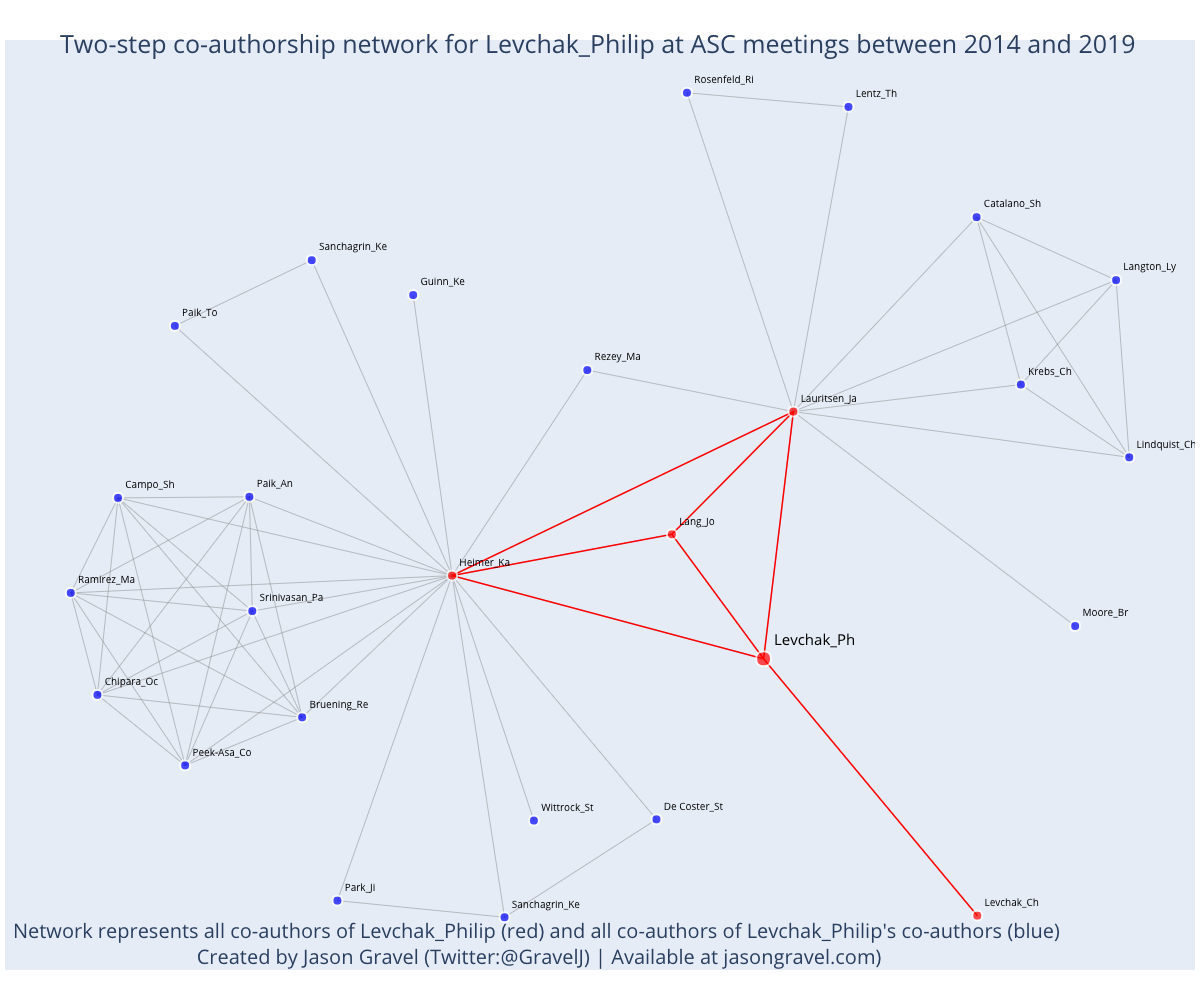 Two-step co-authorship network for Levchak_Philip at ASC meetings between 2014 and 2019
Rosenfeld_Ri
Lentz_Th
Catalano_Sh
Sanchagrin_Ke
Langton_Ly
Guinn_Ke
Paik_To
Rezey_Ma
Krebs_Ch
Lauritsen_Ja
Lindquist_Ch
Campo_Sh
Paik_An
Lang_Jo
Heimer_Ka
Ramirez_Ma
Srinivasan_Pa
Moore_Br
Levchak_Ph
Chipara_Oc
Bruening_Re
Peek-Asa_Co
Wittrock_St
De Coster_St
Park_Ji
Sanchagrin_Ke
Levchak_Ch
Network represents all co-authors of Levchak_Philip (red) and all co-authors of Levchak_Philip's co-authors (blue)
Created by Jason Gravel (Twitter:@GravelJ) | Available at jasongravel.com)